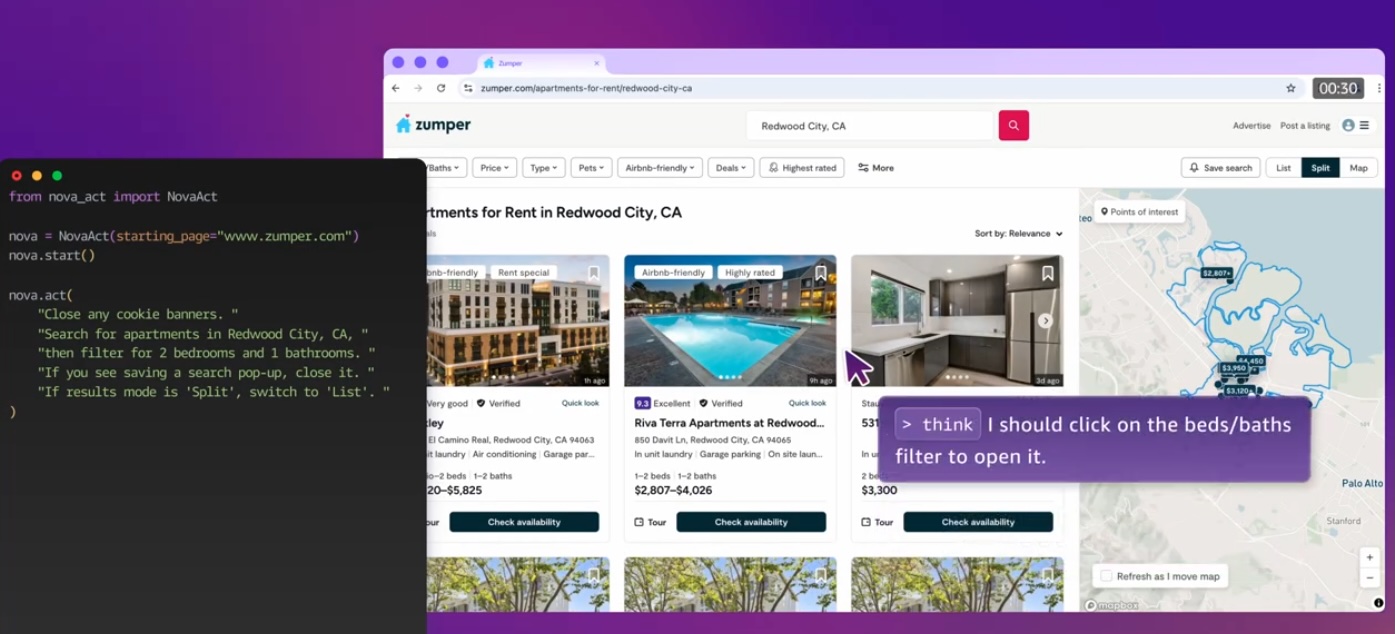 Zumper
zumper.com/apartments-for-rent/redwood-city-ca
00:30
zumper
Redwood City, CA
Advertise
Post a listing
/Baths
Price
Type
Pets
Airbnb-friendly
Deals
Highest rated
More
Save search
List
Split
Map
from nova_act import NovaAct
nova = NovaAct(starting_page="www.zumper.com")
nova.start()
nova.act(
"Close any cookie banners. "
"Search for apartments in Redwood City, CA, "
"then filter for 2 bedrooms and 1 bathrooms. "
"If you see saving a search pop-up, close it. "
"If results mode is 'Split', switch to 'List'. "
)
rtments for Rent in Redwood City, CA
als
Sort by: Relevance
bnb-friendly
Rent special
1h ago
Very good
Verified
Quick look
ley
El Camino Real, Redwood City, CA 94063
it laundry | Air conditioning | Garage par...
io–2 beds | 1–2 baths
20–$5,825
our
Check availability
Airbnb-friendly
Highly rated
9h ago
9.3 Excellent
Verified
Quick look
Riva Terra Apartments at Redwood...
850 Davit Ln, Redwood City, CA 94065
In unit laundry | Garage parking | On site laun...
1–2 beds | 1–2 baths
$2,807–$4,026
Tour
Check availability
3d ago
Stau
531
In u
2 be
$3,300
Tour
Check availability
> think I should click on the beds/baths
filter to open it.
Points of interest
teo
$2,807+
$4,450
$3,950
$3,120
Palo Alto
Stanford
+
−
Refresh as I move map
mapbox